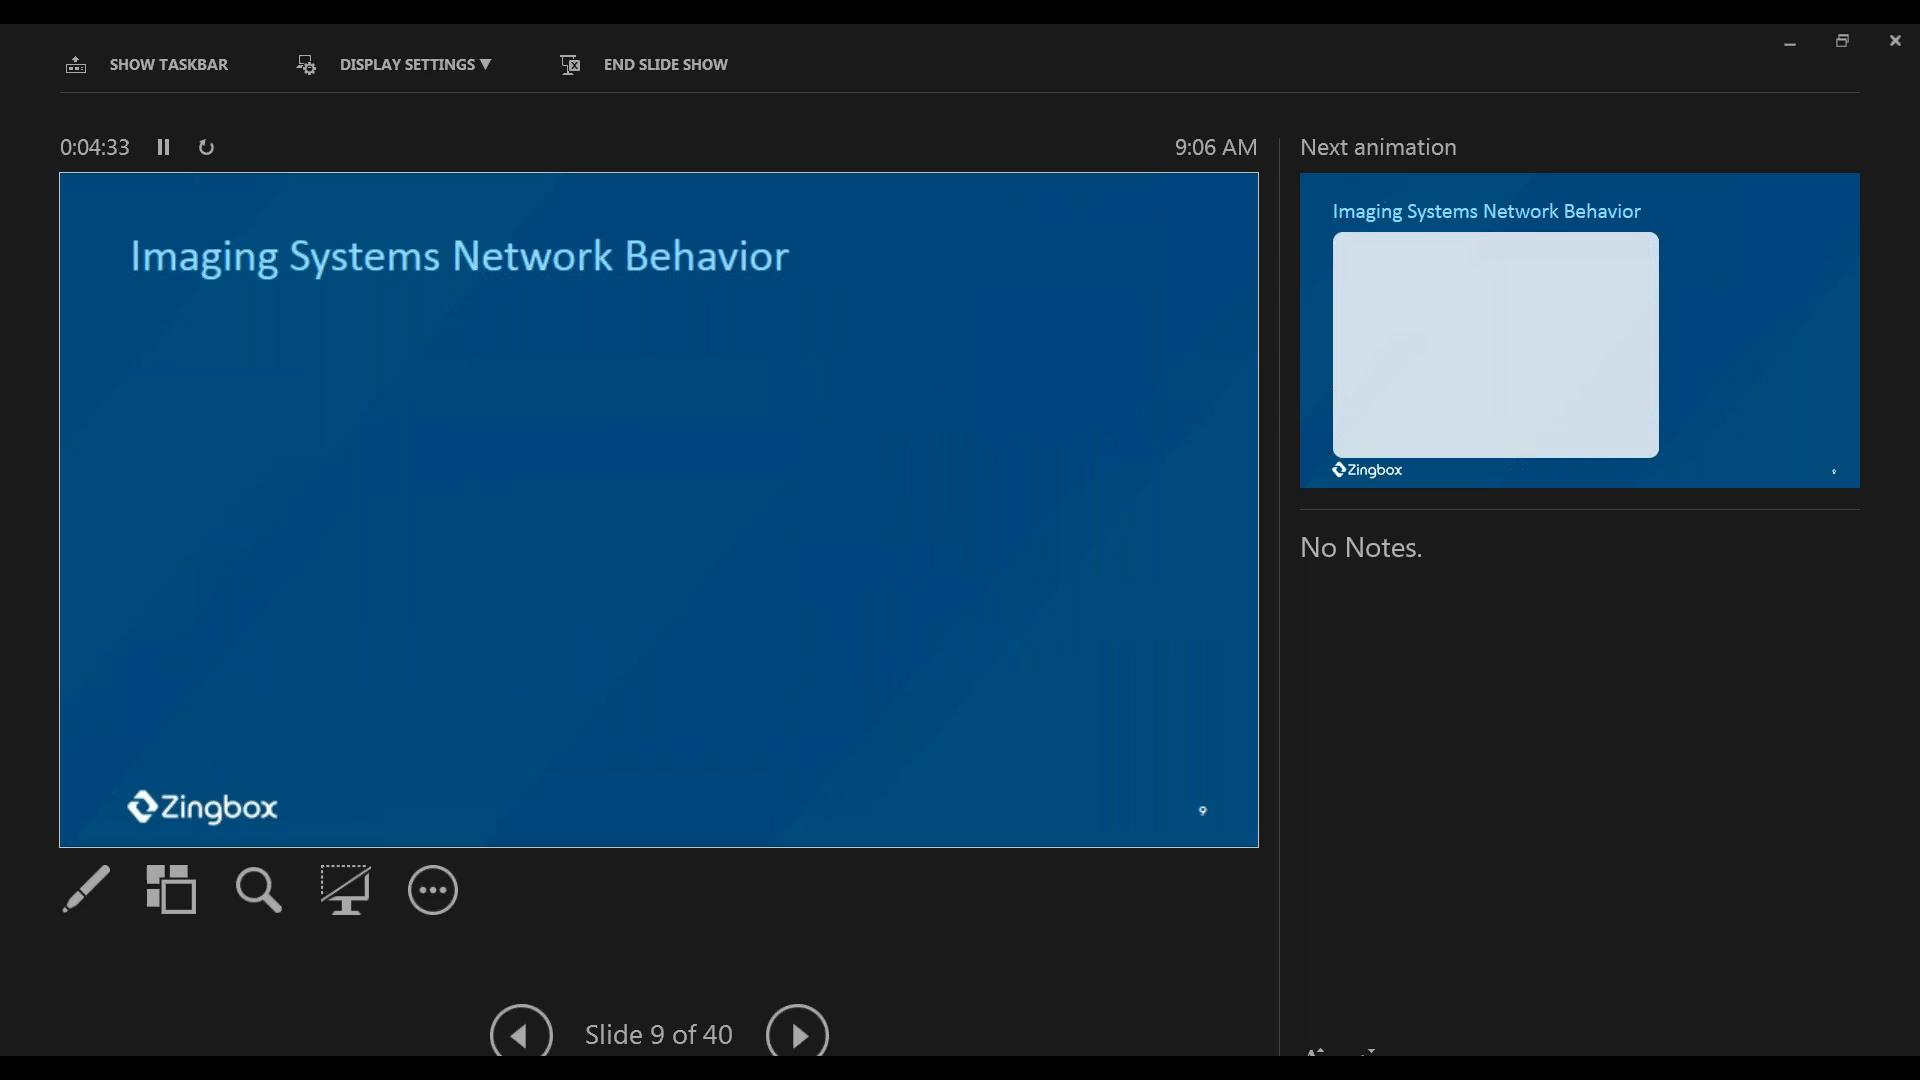 SHOW TASKBAR
DISPLAY SETTINGS ▼
END SLIDE SHOW
0:04:33
9:06 AM
Imaging Systems Network Behavior
Zingbox
9
Slide 9 of 40
Next animation
Imaging Systems Network Behavior
Zingbox
9
No Notes.